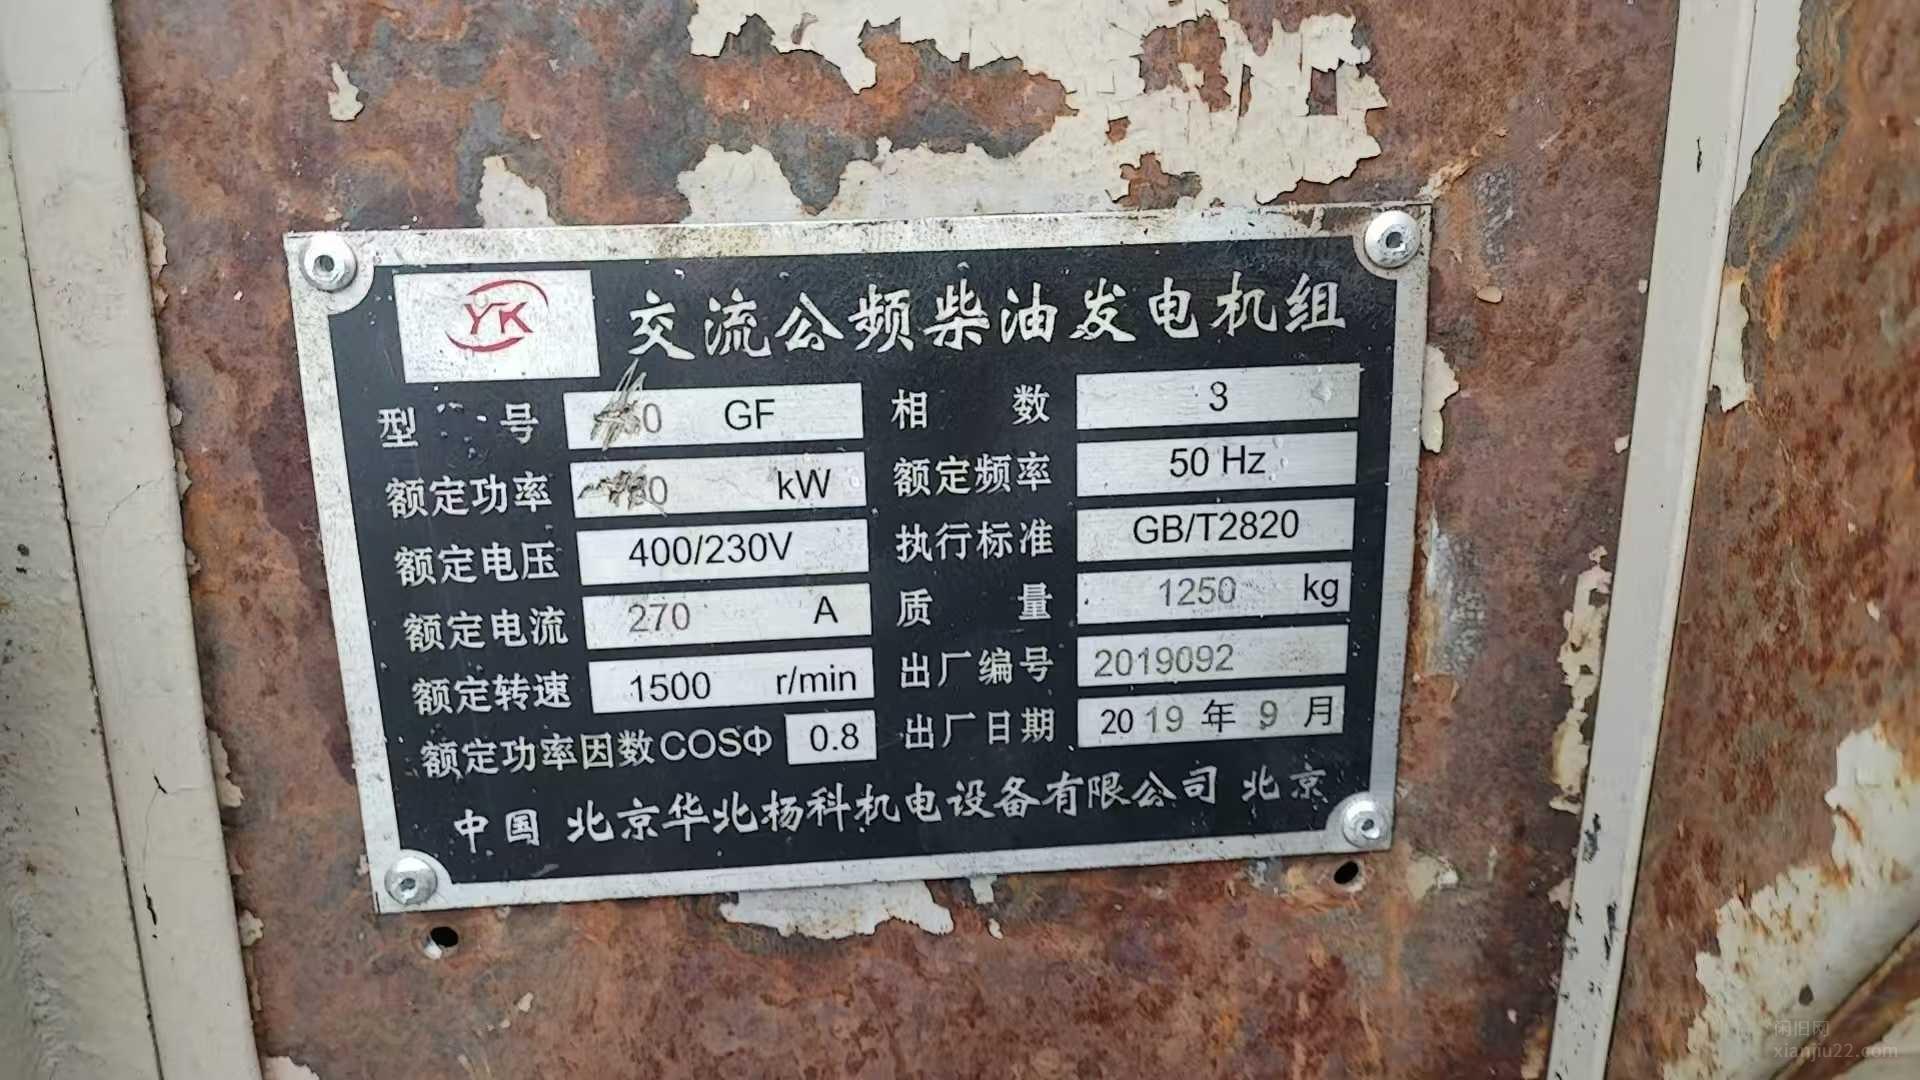 YK 交流公频柴油发电机组
型号 GF 相数 3
额定功率 kW 额定频率 50 Hz
额定电压 400/230V 执行标准 GB/T2820
额定电流 270 A 质量 1250 kg
额定转速 1500 r/min 出厂编号 2019092
额定功率因数COSΦ 0.8 出厂日期 2019年9月
中国 北京华北杨科机电设备有限公司 北京
闲旧网
xianjiu22.com